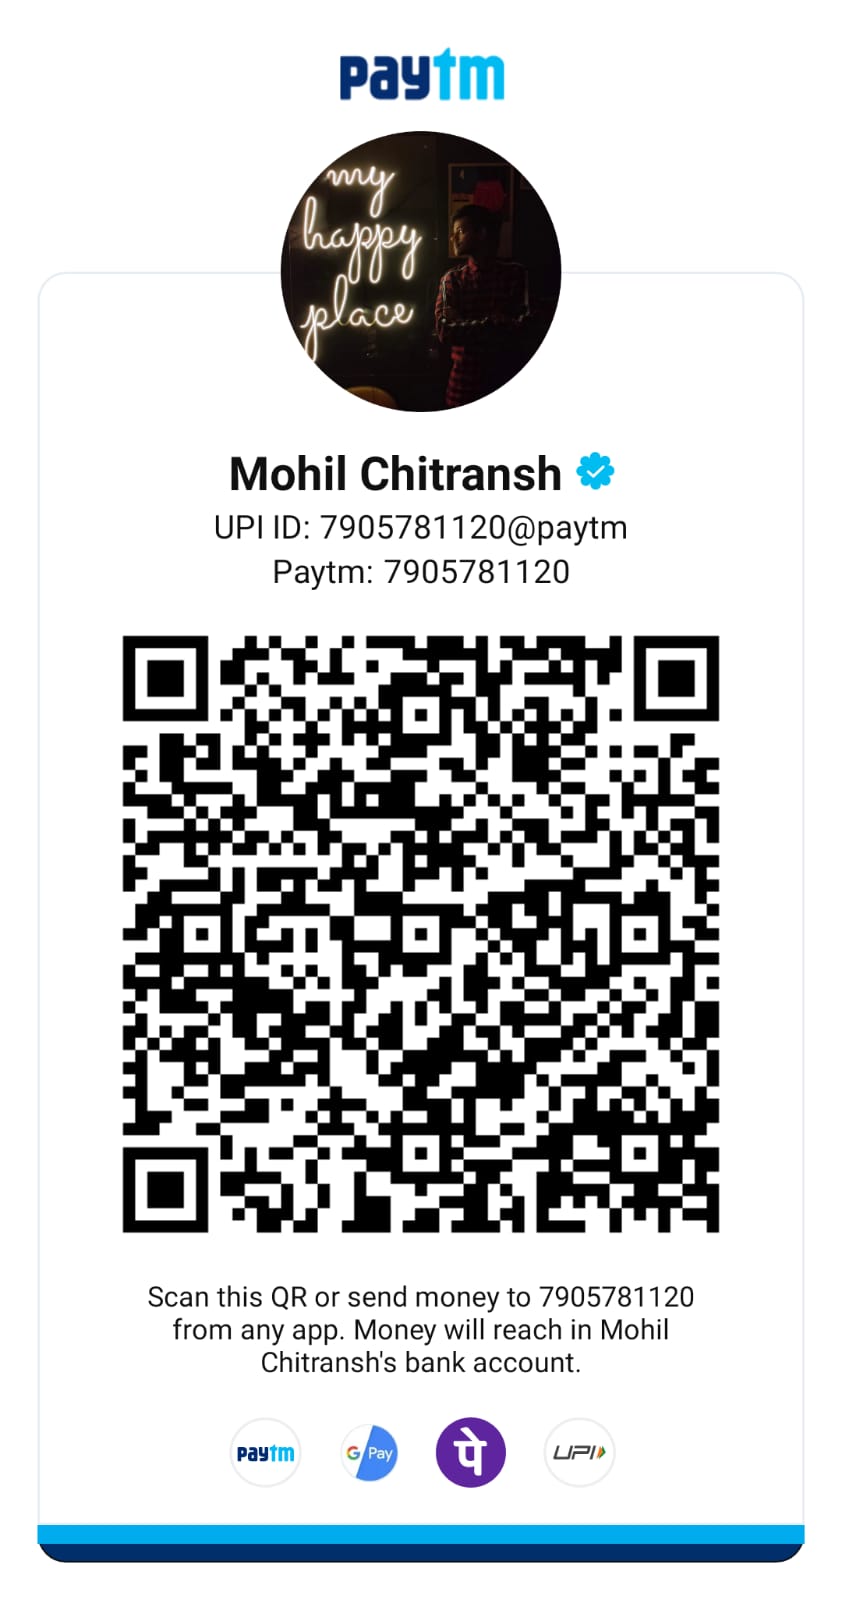 paytm
my
happy
place
Mohil Chitransh
UPI ID: 7905781120@paytm
Paytm: 7905781120
Scan this QR or send money to 7905781120
from any app. Money will reach in Mohil
Chitransh's bank account.
paytm G Pay पे UPI